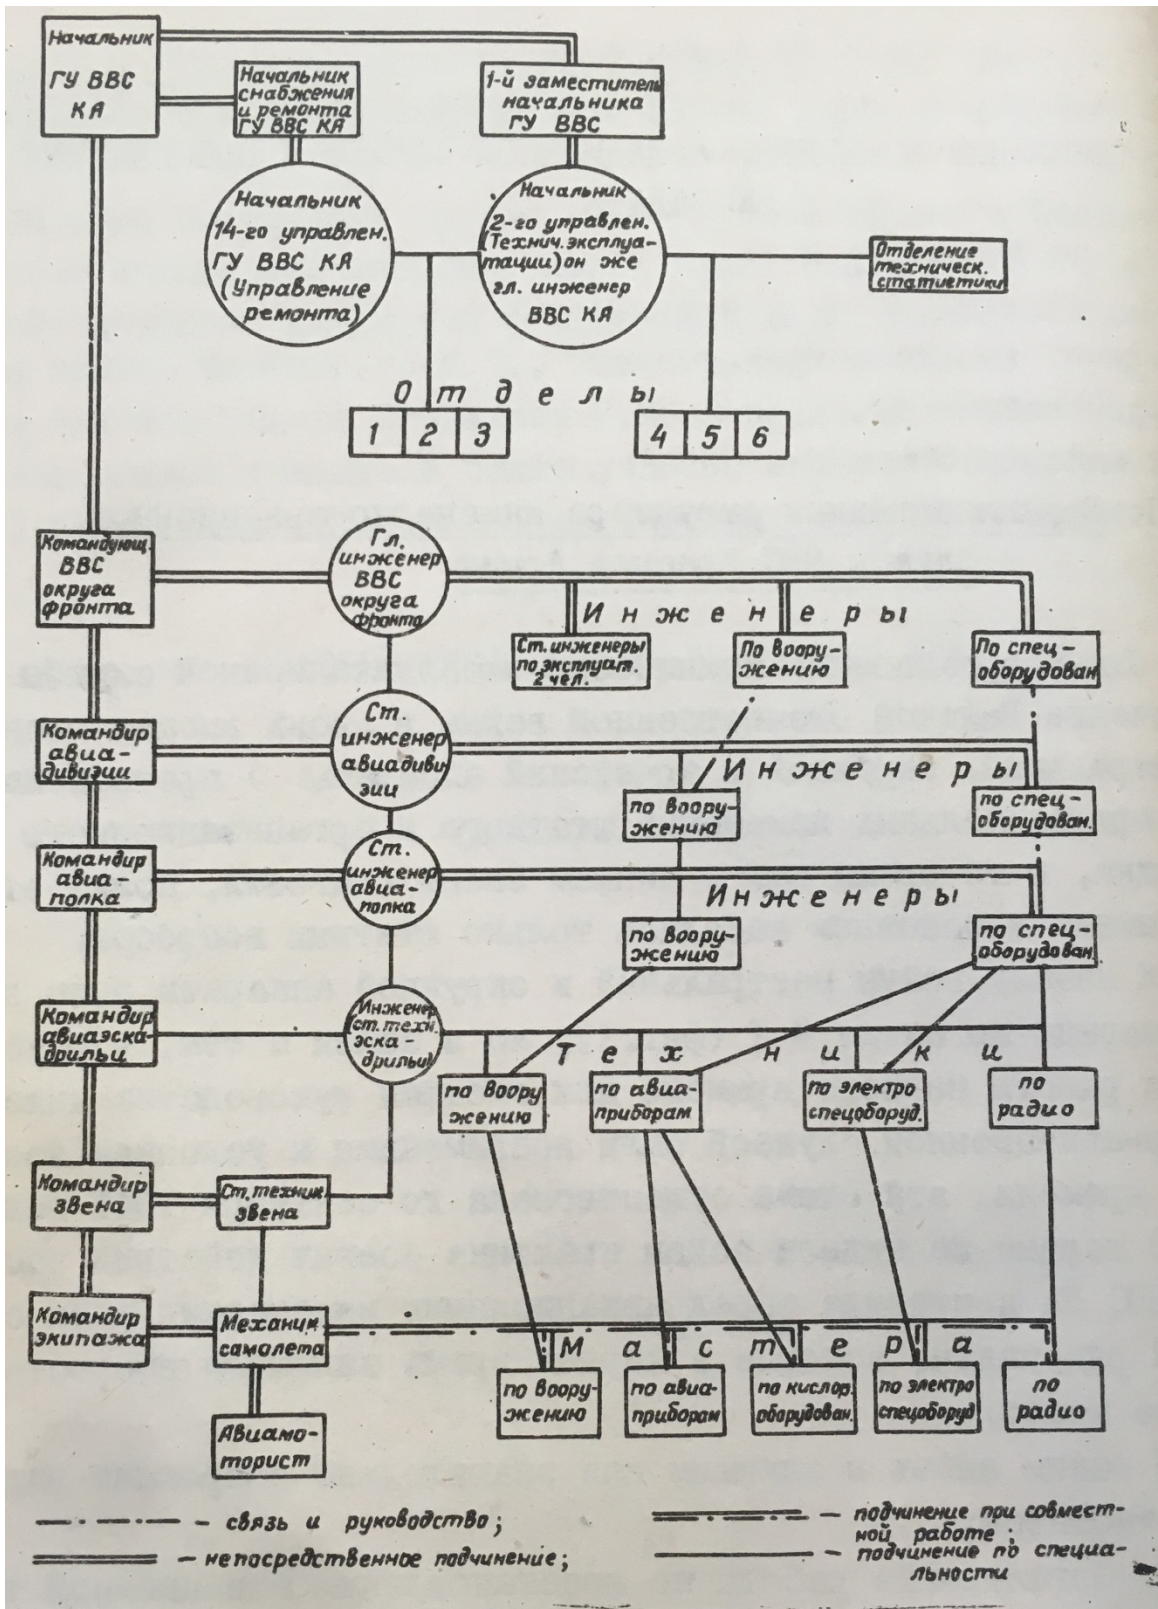 Начальник
ГУ ВВС
КА
Начальник
снабжения
и ремонта
ГУ ВВС КА
1-й заместитель
начальника
ГУ ВВС
Начальник
14-го управлен.
ГУ ВВС КА
(Управление
ремонта)
Начальник
2-го управлен.
(Технич. эксплуа-
тации) он же
гл. инженер
ВВС КА
Отделение
техническ.
статистики
Отделы
1 2 3
4 5 6
Командующ.
ВВС
округа
фронта
Гл.
инженер
ВВС
округа
фронта
Инженеры
Ст. инженеры
по эксплуат.
2 чел.
По воору-
жению
По спец-
оборудован.
Командир
авиа-
дивизии
Ст.
инженер
авиадиви
зии
Инженеры
по воору-
жению
по спец-
оборудован.
Командир
авиа-
полка
Ст.
инженер
авиа-
полка
Инженеры
по воору-
жению
по спец-
оборудован.
Командир
авиаэска-
дрильи
Инженер
(ст. техн.
эска-
дрильи)
Техники
по воору
жению
по авиа-
приборам
по электро
спецоборуд.
по
радио
Командир
звена
Ст. техник
звена
Командир
экипажа
Механик
самолета
Мастера
по воору-
жению
по авиа-
приборам
по кислор.
оборудован.
по электро
спецоборуд
по
радио
Авиамо-
торист
— связь и руководство;
— непосредственное подчинение;
— подчинение при совмест-
ной работе;
— подчинение по специа-
льности